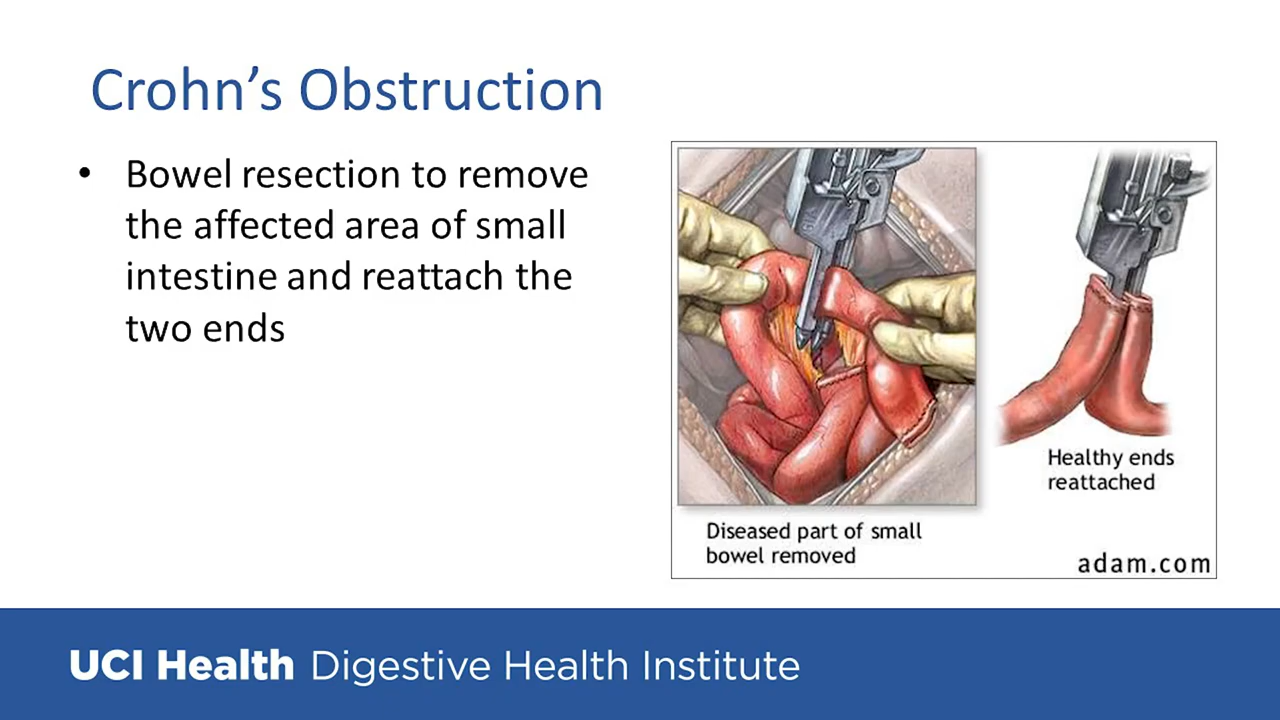 Crohn’s Obstruction
• Bowel resection to remove
the affected area of small
intestine and reattach the
two ends
Healthy ends
reattached
Diseased part of small
bowel removed
adam.com
UCI Health Digestive Health Institute